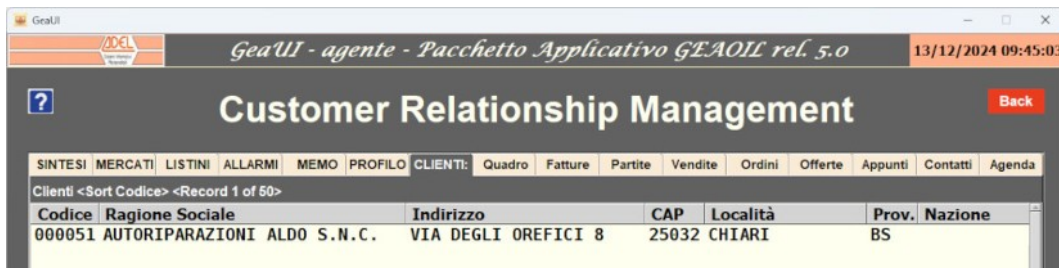 GeaUI
ADEL
GeaUI - agente - Pacchetto Applicativo GEAOIL rel. 5.0
13/12/2024 09:45:03
?
Customer Relationship Management
Back
SINTESI MERCATI LISTINI ALLARMI MEMO PROFILO CLIENTI: Quadro Fatture Partite Vendite Ordini Offerte Appunti Contatti Agenda
Clienti <Sort Codice> <Record 1 of 50>
Codice Ragione Sociale Indirizzo CAP Località Prov. Nazione
000051 AUTORIPARAZIONI ALDO S.N.C. VIA DEGLI OREFICI 8 25032 CHIARI BS